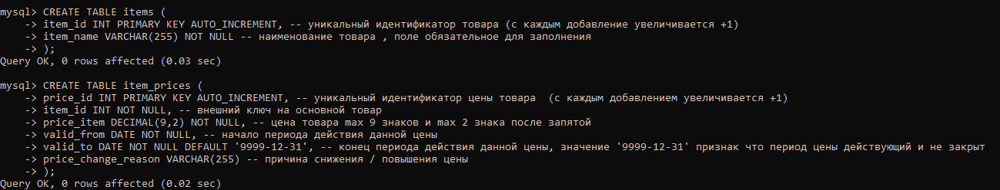 mysql> CREATE TABLE items (
    -> item_id INT PRIMARY KEY AUTO_INCREMENT, -- уникальный идентификатор товара (с каждым добавление увеличивается +1)
    -> item_name VARCHAR(255) NOT NULL -- наименование товара , поле обязательное для заполнения
    -> );
Query OK, 0 rows affected (0.03 sec)

mysql> CREATE TABLE item_prices (
    -> price_id INT PRIMARY KEY AUTO_INCREMENT, -- уникальный идентификатор цены товара  (с каждым добавлением увеличивается +1)
    -> item_id INT NOT NULL, -- внешний ключ на основной товар
    -> price_item DECIMAL(9,2) NOT NULL, -- цена товара max 9 знаков и max 2 знака после запятой
    -> valid_from DATE NOT NULL, -- начало периода действия данной цены
    -> valid_to DATE NOT NULL DEFAULT '9999-12-31', -- конец периода действия данной цены, значение '9999-12-31' признак что период цены действующий и не закрыт
    -> price_change_reason VARCHAR(255) -- причина снижения / повышения цены
    -> );
Query OK, 0 rows affected (0.02 sec)